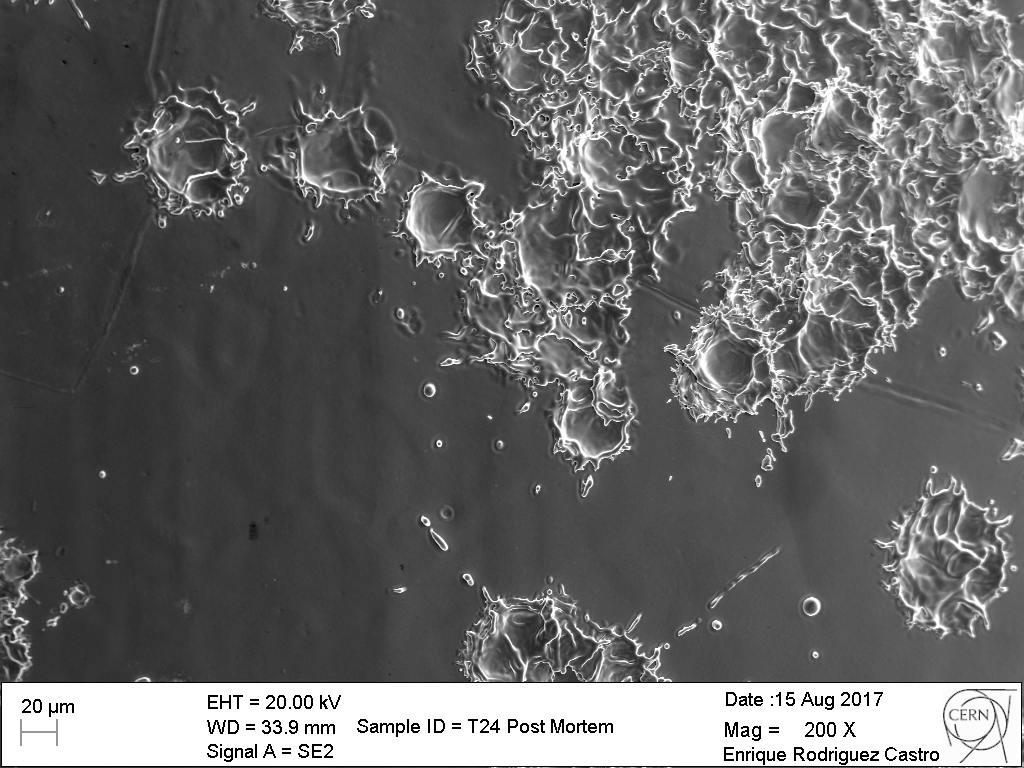 20 µm
EHT = 20.00 kV
WD = 33.9 mm
Signal A = SE2
Sample ID = T24 Post Mortem
Date :15 Aug 2017
Mag = 200 X
Enrique Rodriguez Castro
CERN